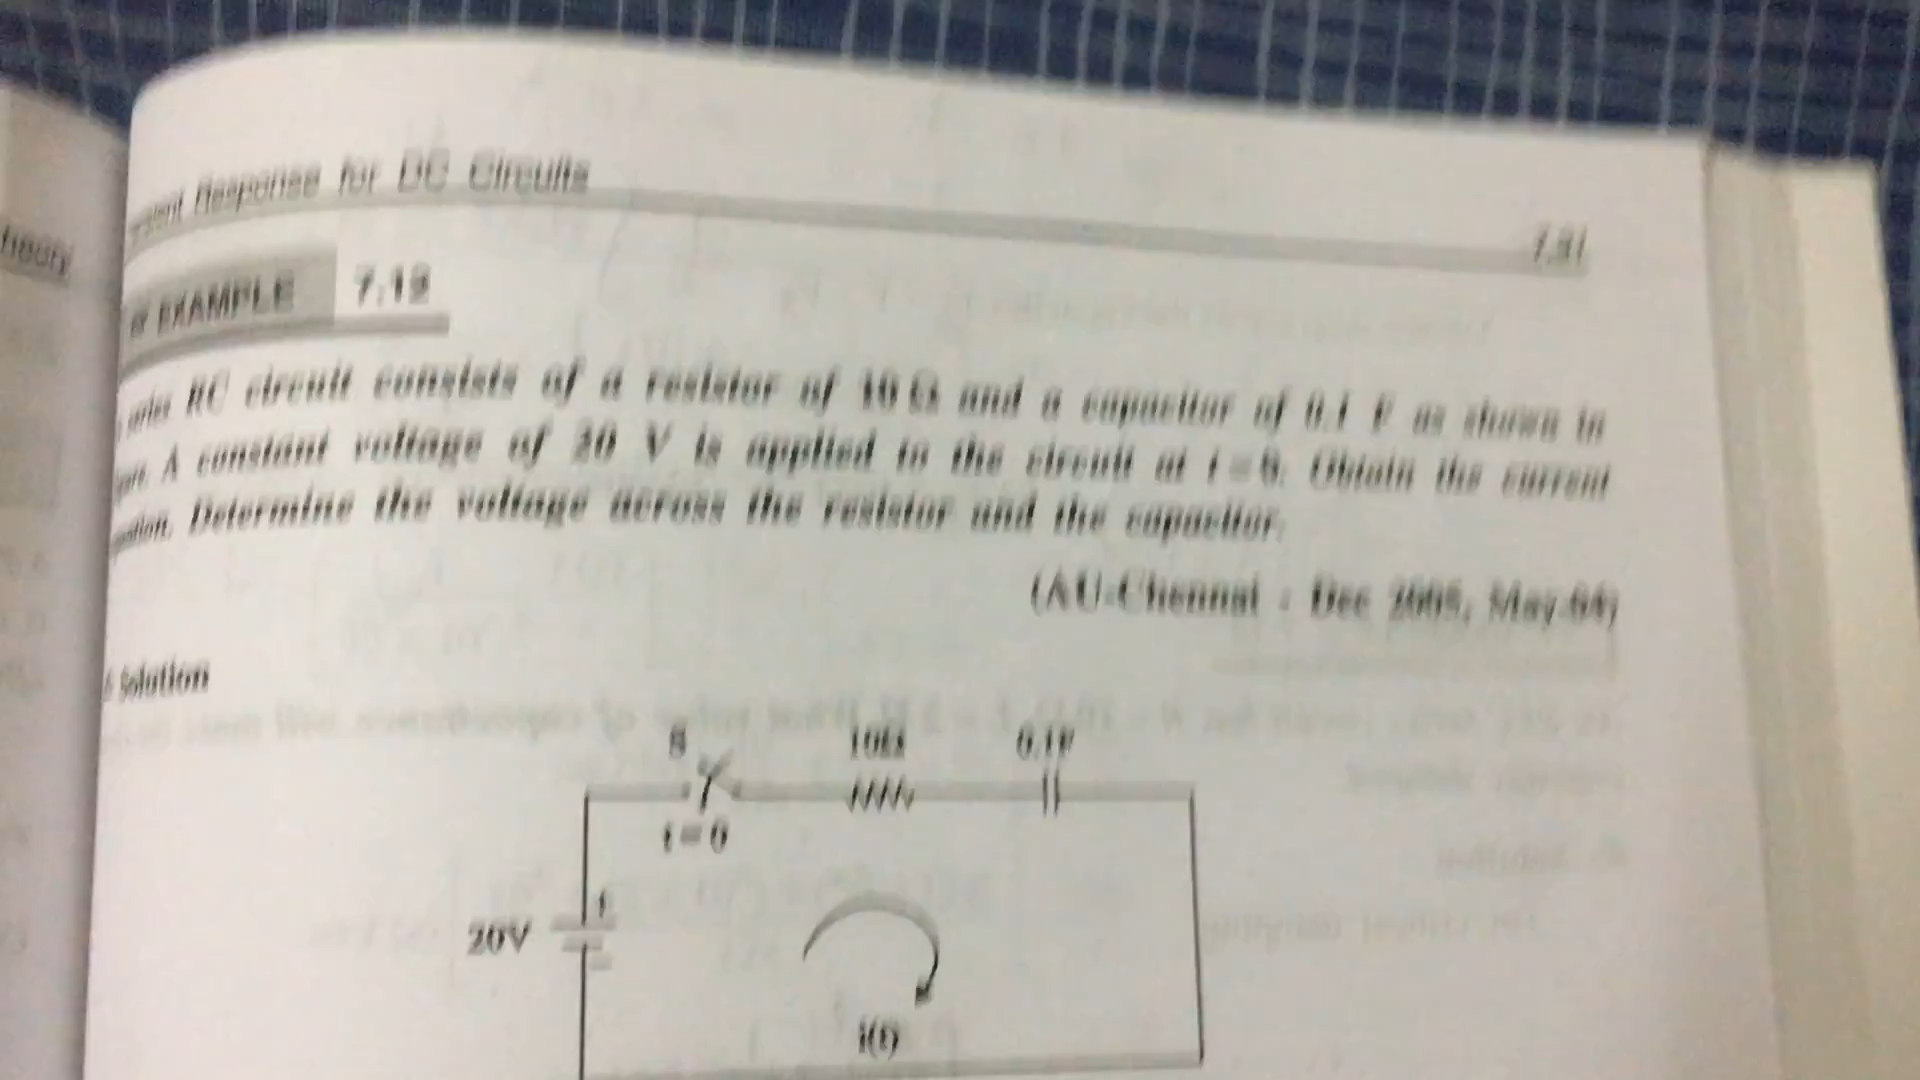 Response for DC Circuits
7.31
EXAMPLE 7.19
series RC circuit consists of a resistor of 10 Ω and a capacitor of 0.1 F as shown in
A constant voltage of 20 V is applied to the circuit at t = 0. Obtain the current
Determine the voltage across the resistor and the capacitor.
(AU-Chennai : Dec 2005, May-04)
Solution
S 10Ω 0.1F
t=0
+
20V
-
i(t)